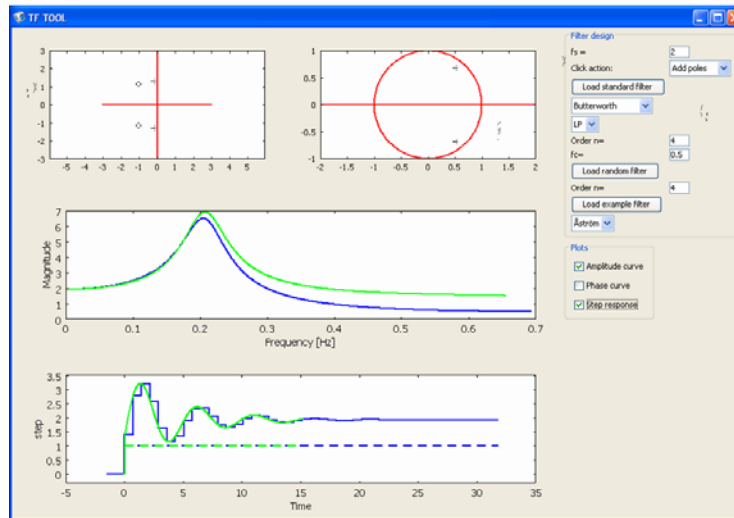 TF TOOL
3
2
1
0
-1
-2
-3
-5 -4 -3 -2 -1 0 1 2 3 4 5
1
0.5
0
-0.5
-1
-2 -1.5 -1 -0.5 0 0.5 1 1.5 2
Filter design
fs = 2
Click action: Add poles
Load standard filter
Butterworth
LP
Order n= 4
fc= 0.5
Load random filter
Order n= 4
Load example filter
Åström
Plots
Amplitude curve
Phase curve
Step response
7
6
5
4
3
2
1
0
Magnitude
0 0.1 0.2 0.3 0.4 0.5 0.6 0.7
Frequency [Hz]
3.5
3
2.5
2
1.5
1
0.5
0
step
-5 0 5 10 15 20 25 30 35
Time